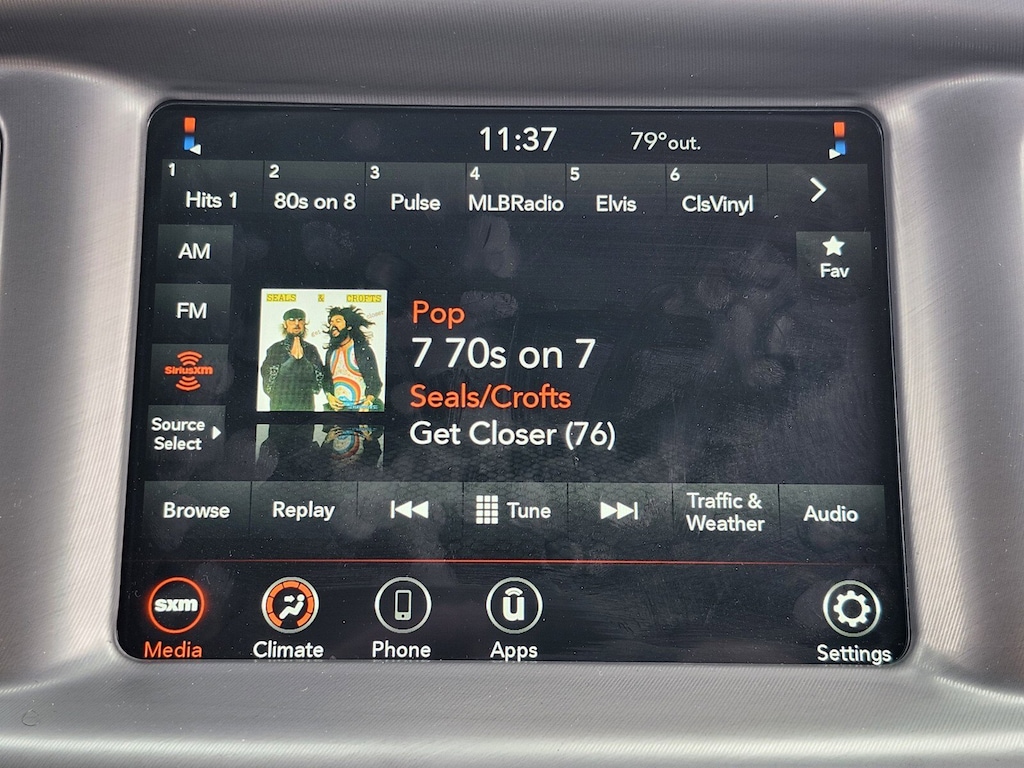 11:37 79°out.
1 Hits 1 2 80s on 8 3 Pulse 4 MLBRadio 5 Elvis 6 ClsVinyl
AM
Fav
FM
SEALS & CROFTS
Pop
7 70s on 7
SiriusXM
Seals/Crofts
Source
Select
Get Closer (76)
Browse Replay Tune Traffic &
Weather Audio
sxm
Media Climate Phone Apps Settings